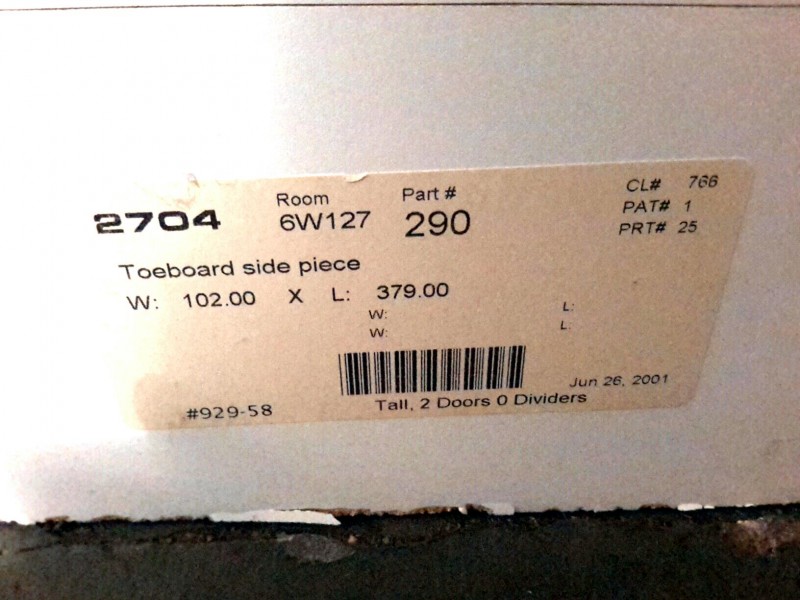 2704 Room 6W127 Part # 290
CL# 766
PAT# 1
PRT# 25
Toeboard side piece
W: 102.00 X L: 379.00
W: L:
W: L:
Jun 26, 2001
#929-58 Tall, 2 Doors 0 Dividers